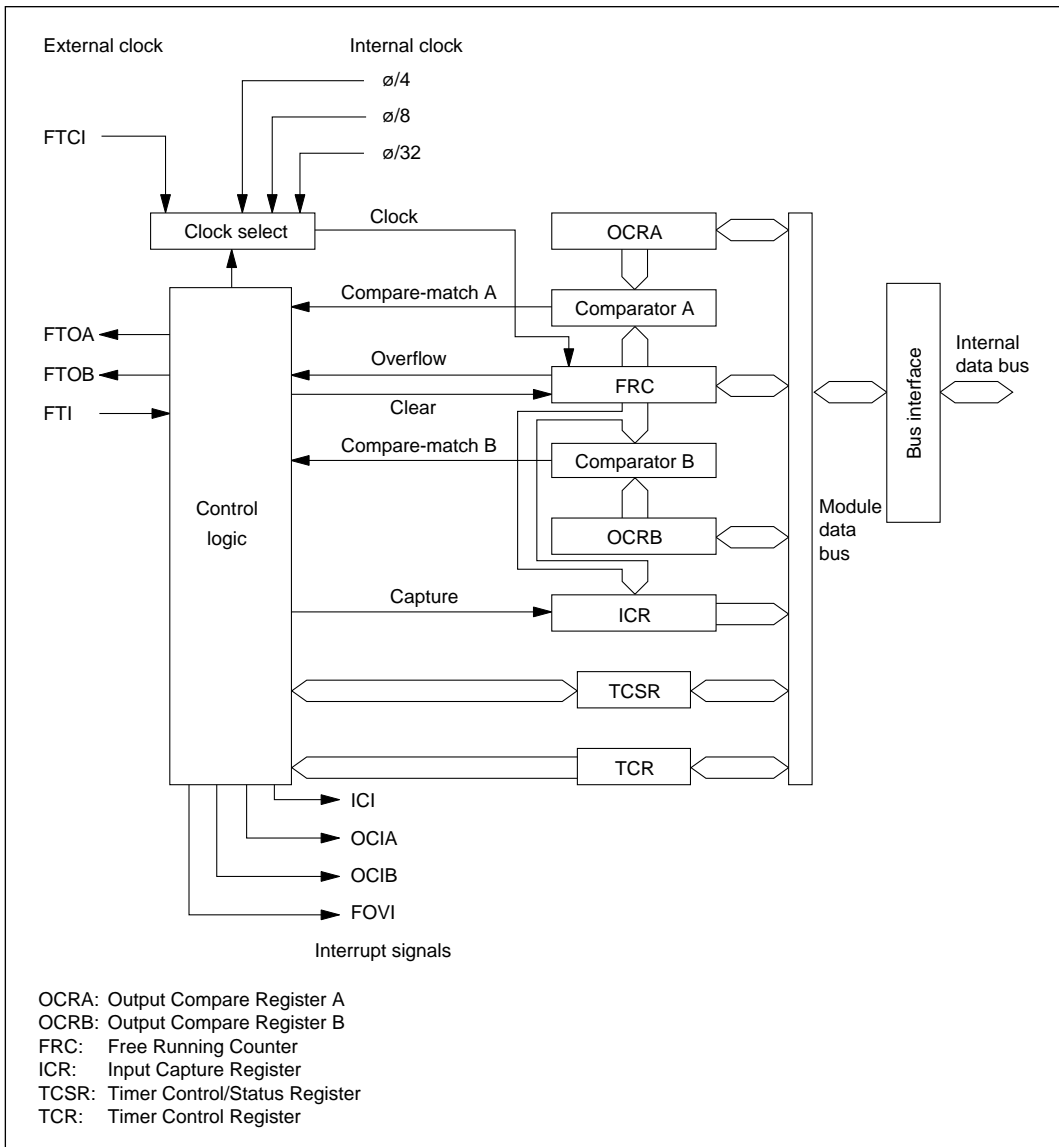 External clock
Internal clock
ø/4
ø/8
FTCI
ø/32
Clock
Clock select
OCRA
Compare-match A
Comparator A
FTOA
Overflow
FTOB
FRC
FTI
Clear
Compare-match B
Comparator B
Control
logic
OCRB
Module
data
bus
Bus interface
Internal
data bus
Capture
ICR
TCSR
TCR
ICI
OCIA
OCIB
FOVI
Interrupt signals
OCRA: Output Compare Register A
OCRB: Output Compare Register B
FRC: Free Running Counter
ICR: Input Capture Register
TCSR: Timer Control/Status Register
TCR: Timer Control Register